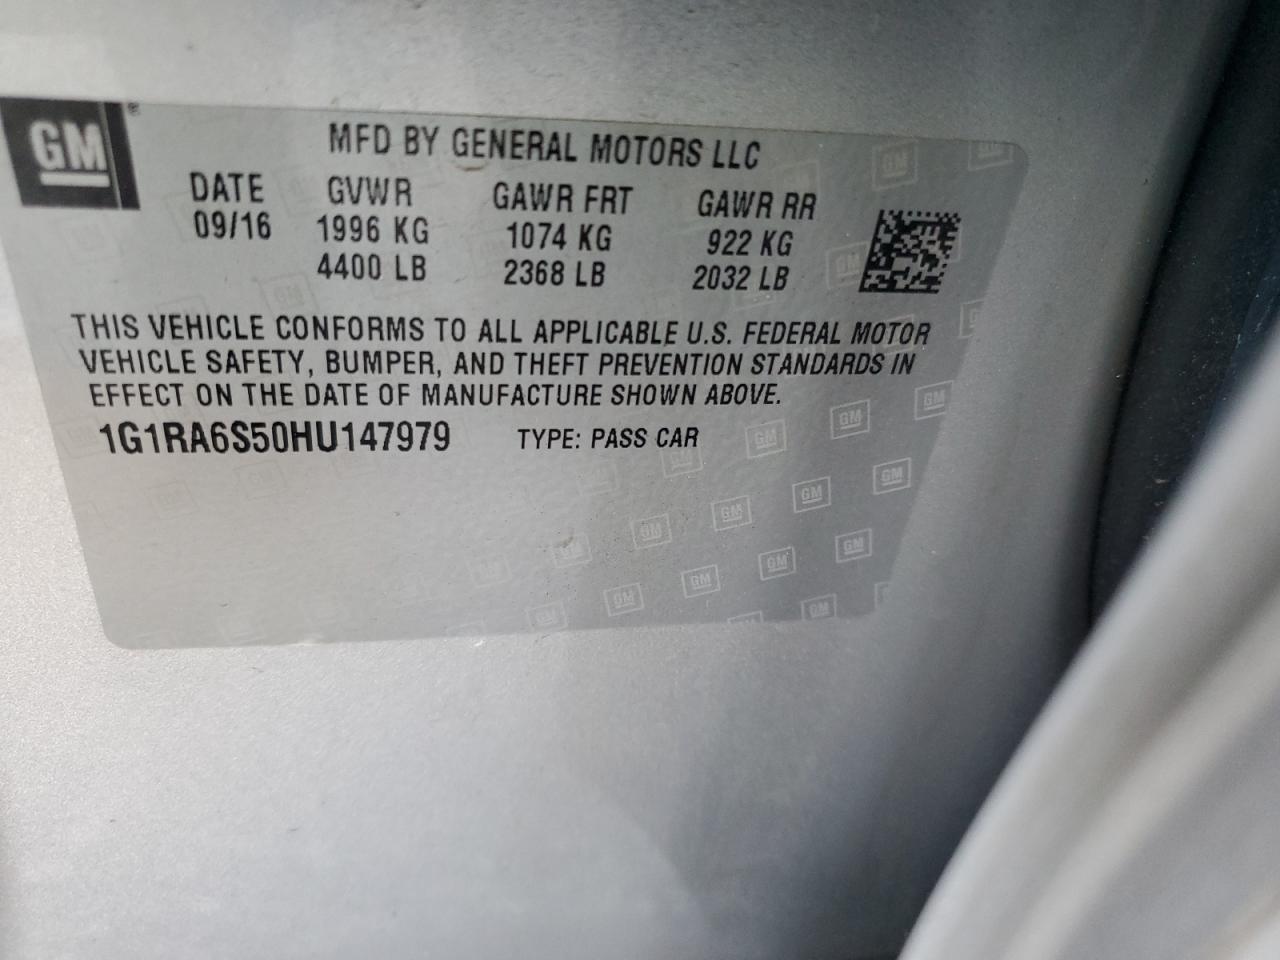 GM
MFD BY GENERAL MOTORS LLC
DATE GVWR GAWR FRT GAWR RR
09/16 1996 KG 1074 KG 922 KG
4400 LB 2368 LB 2032 LB
THIS VEHICLE CONFORMS TO ALL APPLICABLE U.S. FEDERAL MOTOR
VEHICLE SAFETY, BUMPER, AND THEFT PREVENTION STANDARDS IN
EFFECT ON THE DATE OF MANUFACTURE SHOWN ABOVE.
1G1RA6S50HU147979 TYPE: PASS CAR